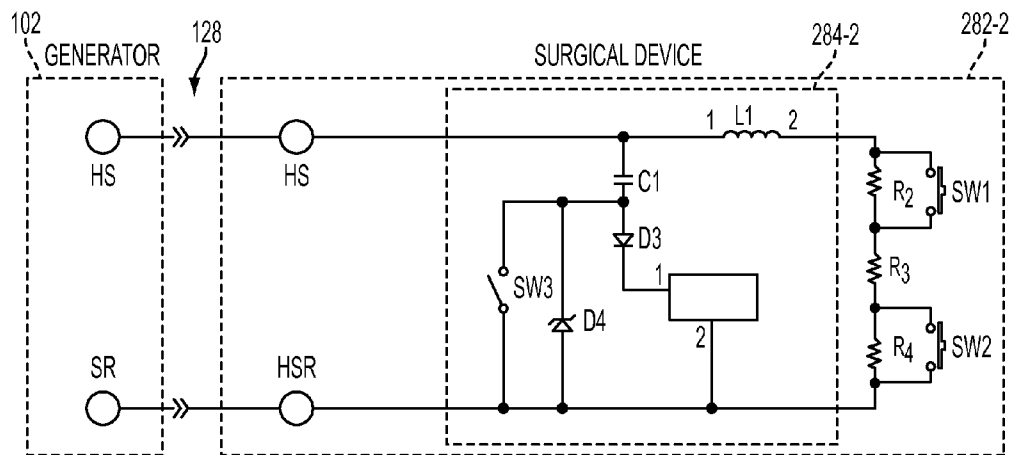 102
GENERATOR
128
SURGICAL DEVICE
284-2
282-2
HS
HS
1 L1 2
C1
R2
SW1
D3
1
R3
SW3
D4
2
R4
SW2
SR
HSR